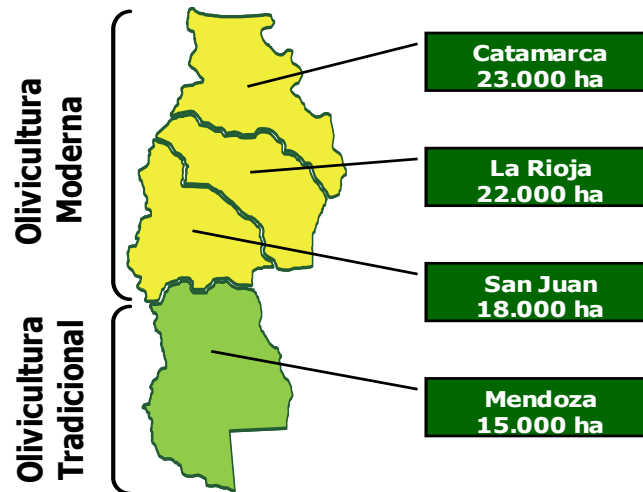 Olivicultura
Moderna
Catamarca
23.000 ha
La Rioja
22.000 ha
San Juan
18.000 ha
Olivicultura
Tradicional
Mendoza
15.000 ha